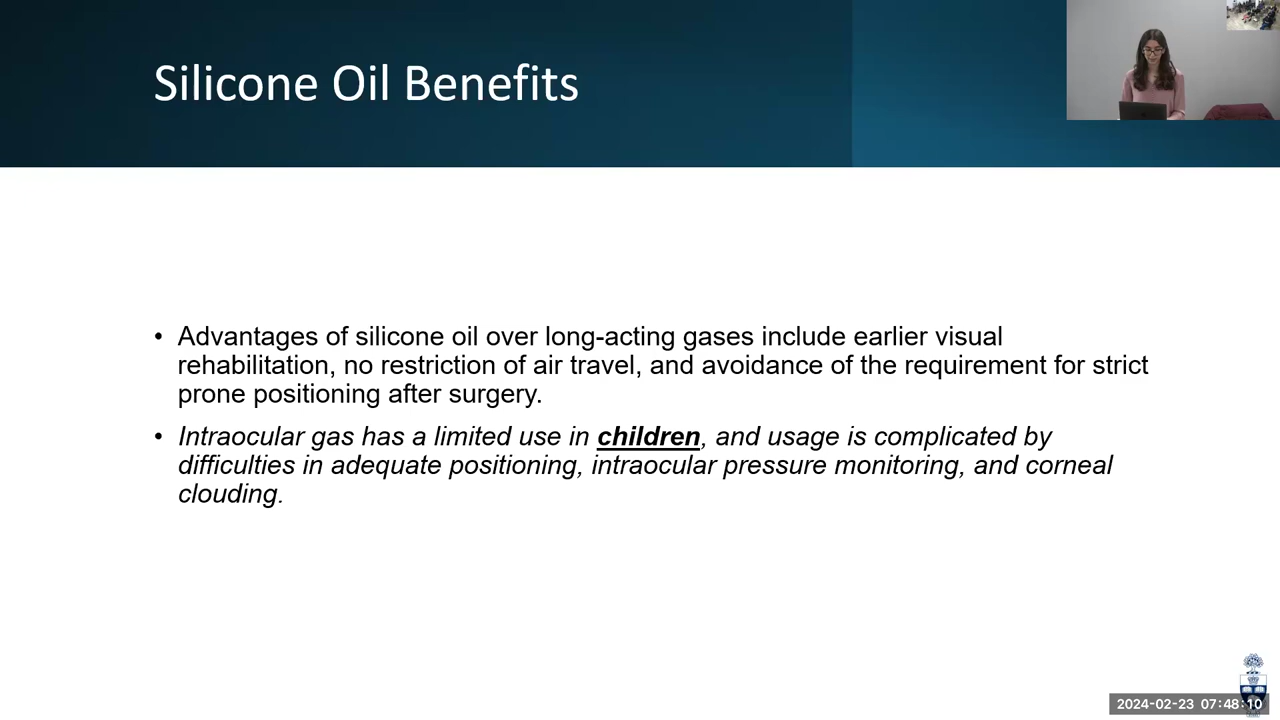 Silicone Oil Benefits
• Advantages of silicone oil over long-acting gases include earlier visual
rehabilitation, no restriction of air travel, and avoidance of the requirement for strict
prone positioning after surgery.
• Intraocular gas has a limited use in children, and usage is complicated by
difficulties in adequate positioning, intraocular pressure monitoring, and corneal
clouding.
2024-02-23 07:48:10